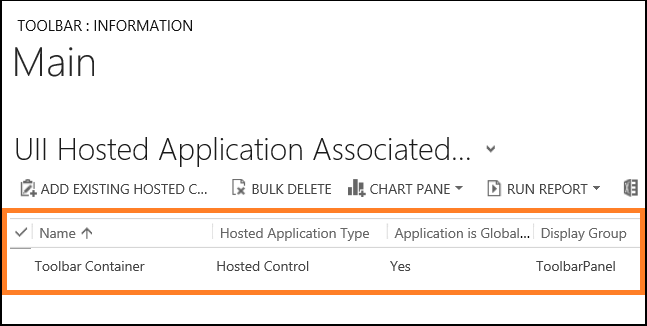 TOOLBAR : INFORMATION
Main
UII Hosted Application Associated...
ADD EXISTING HOSTED C... BULK DELETE CHART PANE RUN REPORT
Name Hosted Application Type Application is Global... Display Group
Toolbar Container Hosted Control Yes ToolbarPanel